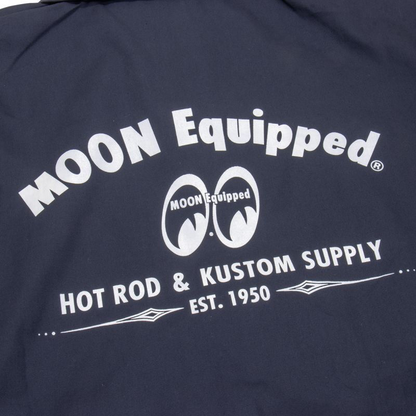 MOON Equipped®
MOON Equipped
HOT ROD & KUSTOM SUPPLY
EST. 1950